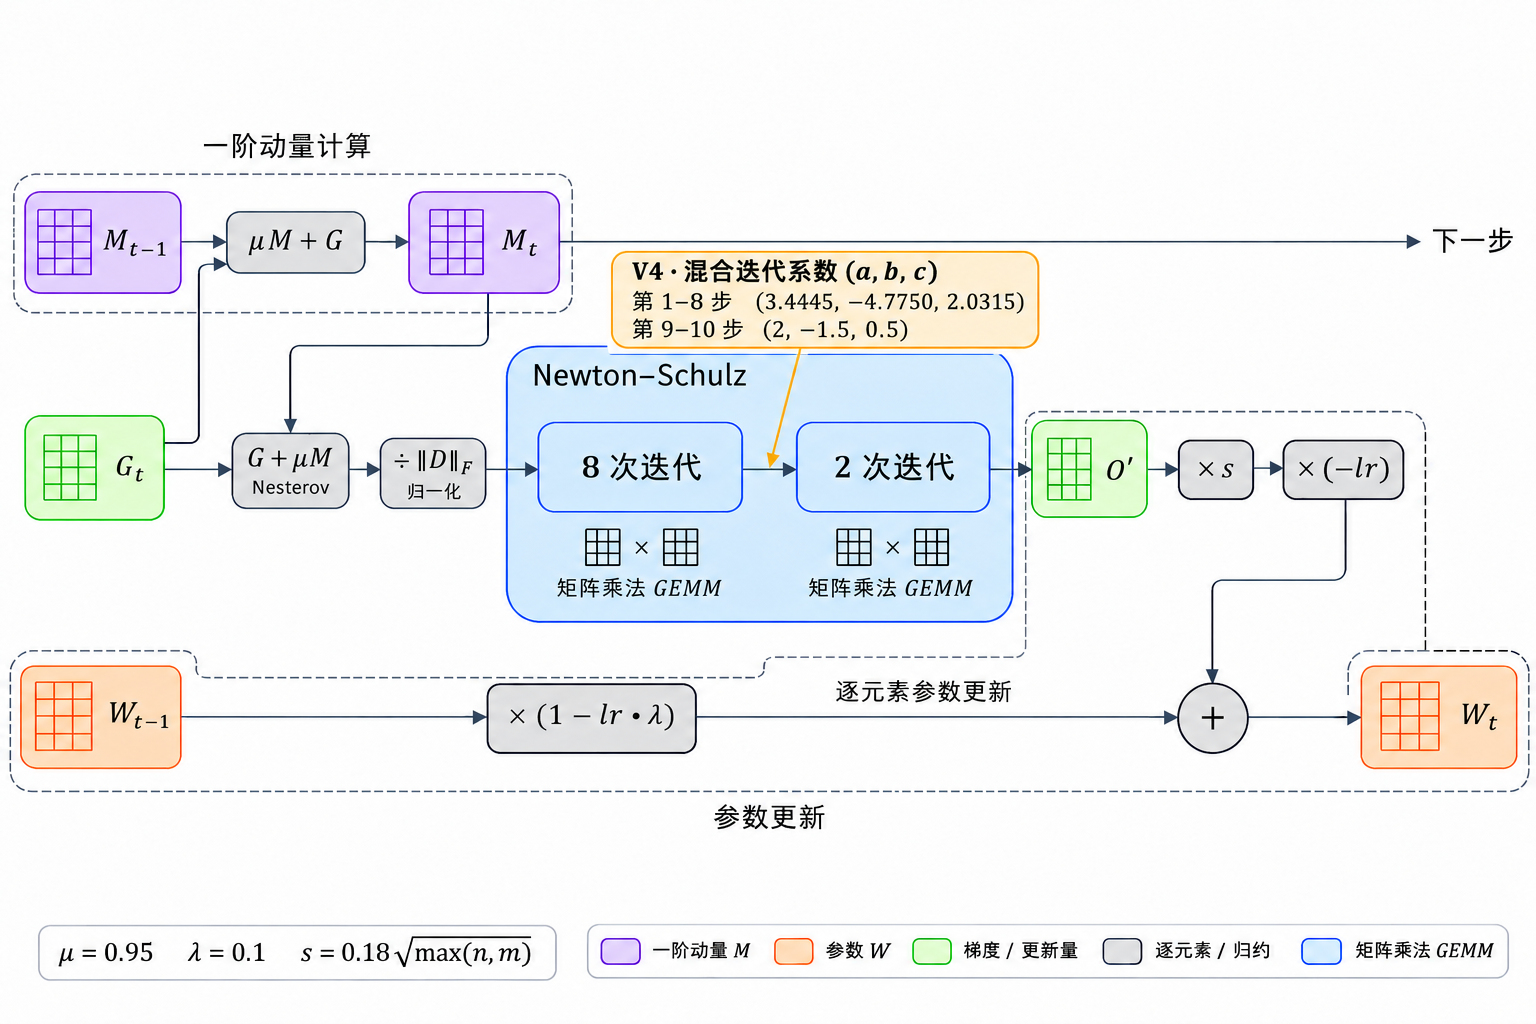 一阶动量计算
M_{t−1}
μM + G
M_t
下一步
V4 · 混合迭代系数 (a, b, c)
第 1–8 步 (3.4445, −4.7750, 2.0315)
第 9–10 步 (2, −1.5, 0.5)
Newton–Schulz
G_t
G + μM
Nesterov
÷ ‖D‖_F
归一化
8 次迭代
2 次迭代
O′
× s
× (−lr)
×
×
矩阵乘法 GEMM
矩阵乘法 GEMM
W_{t−1}
× (1 − lr • λ)
逐元素参数更新
+
W_t
参数更新
μ = 0.95 λ = 0.1 s = 0.18√max(n, m)
一阶动量 M 参数 W 梯度 / 更新量 逐元素 / 归约 矩阵乘法 GEMM